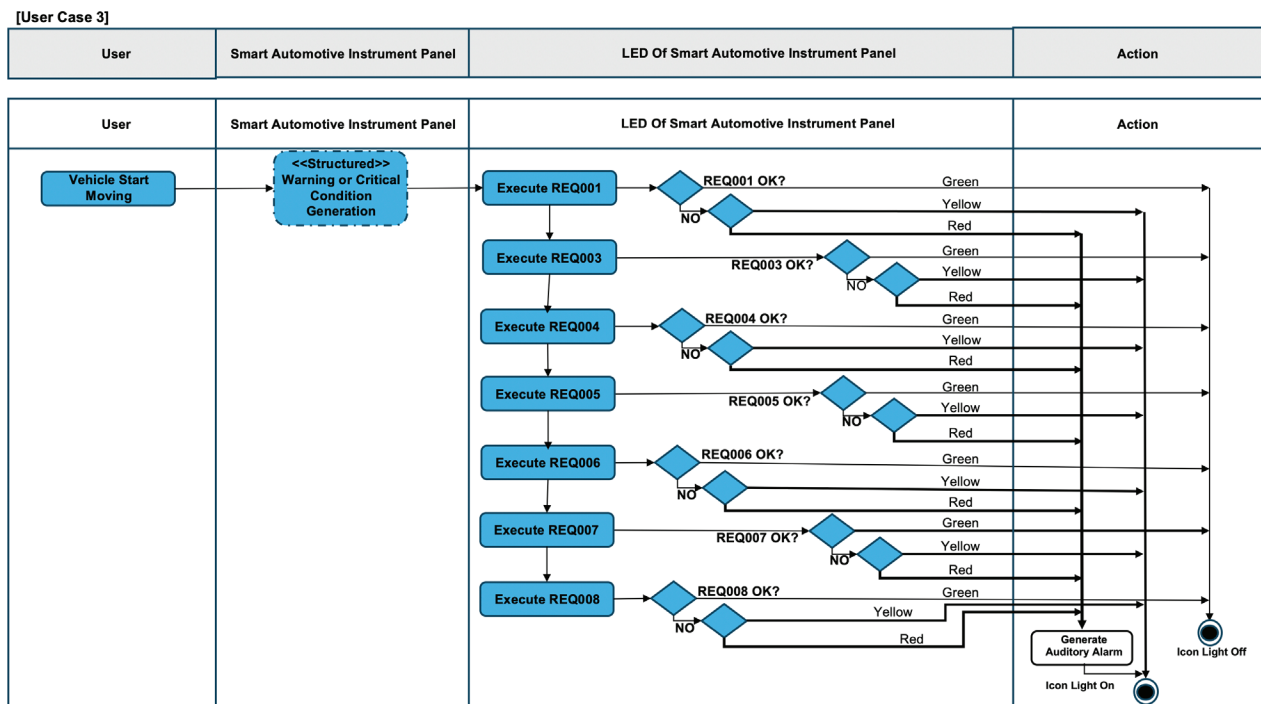 [User Case 3]
User
Smart Automotive Instrument Panel
LED Of Smart Automotive Instrument Panel
Action
User
Smart Automotive Instrument Panel
LED Of Smart Automotive Instrument Panel
Action
Vehicle Start
Moving
<<Structured>>
Warning or Critical
Condition
Generation
Execute REQ001
REQ001 OK?
Green
NO
Yellow
Red
Execute REQ003
REQ003 OK?
Green
NO
Yellow
Red
Execute REQ004
REQ004 OK?
Green
NO
Yellow
Red
Execute REQ005
REQ005 OK?
Green
NO
Yellow
Red
Execute REQ006
REQ006 OK?
Green
NO
Yellow
Red
Execute REQ007
REQ007 OK?
Green
NO
Yellow
Red
Execute REQ008
REQ008 OK?
Green
NO
Yellow
Red
Generate
Auditory Alarm
Icon Light Off
Icon Light On